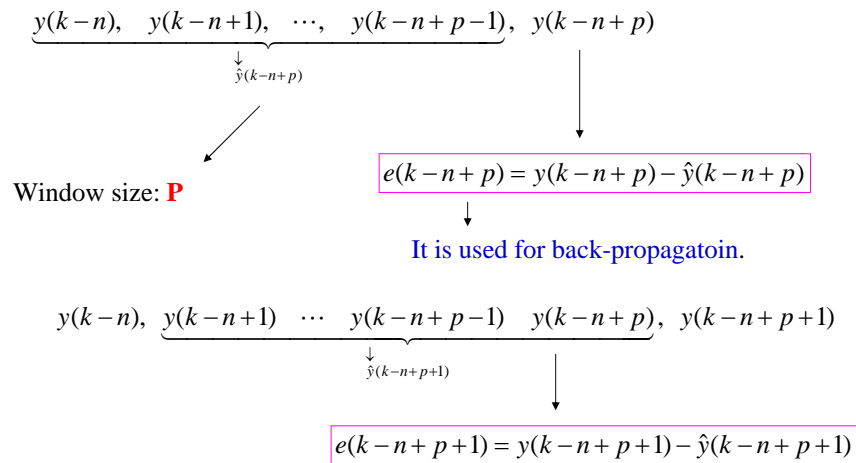 y(k−n), y(k−n+1), ⋯, y(k−n+p−1), y(k−n+p)
↓
ŷ(k−n+p)
e(k−n+p) = y(k−n+p) − ŷ(k−n+p)
Window size: P
It is used for back-propagatoin.
y(k−n), y(k−n+1) ⋯ y(k−n+p−1) y(k−n+p), y(k−n+p+1)
↓
ŷ(k−n+p+1)
e(k−n+p+1) = y(k−n+p+1) − ŷ(k−n+p+1)